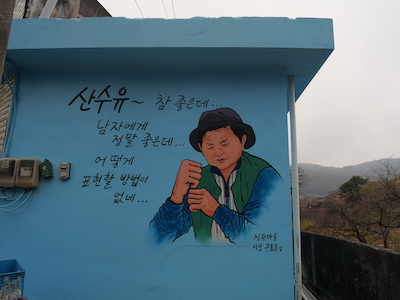 산수유~ 참 좋은데...
남자에게
정말 좋은데...
어떻게
표현할 방법이
없네...